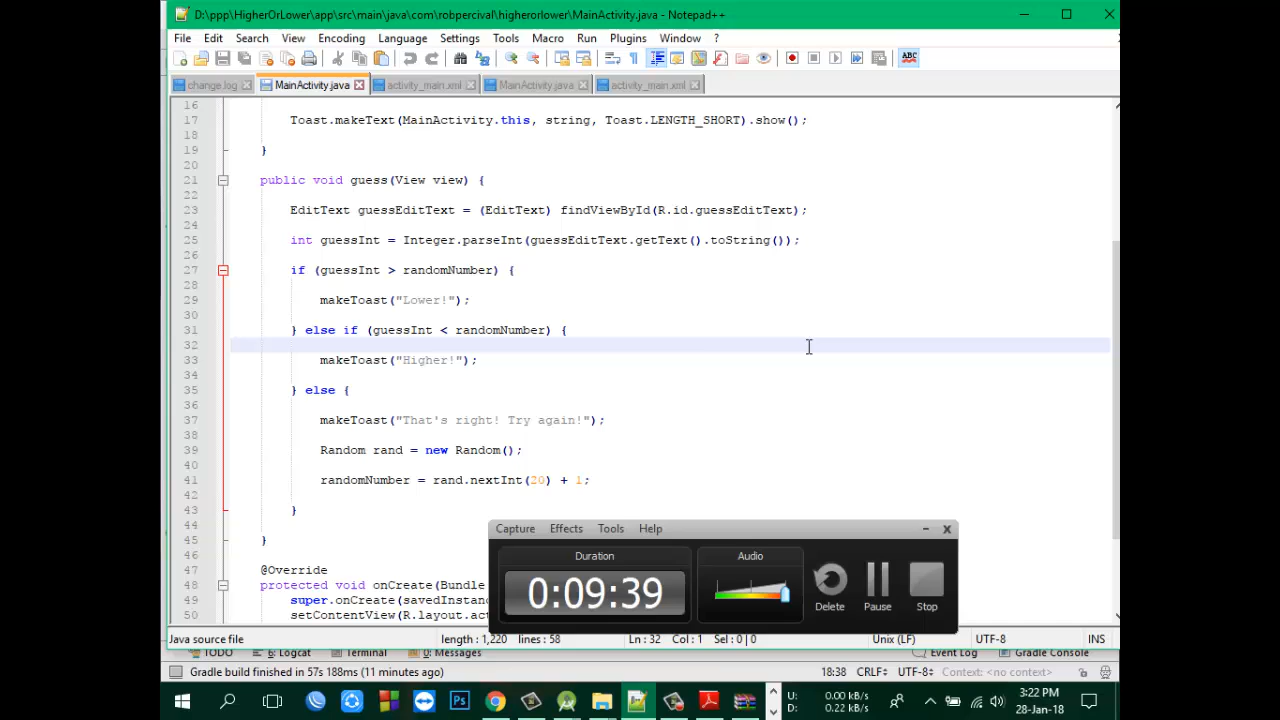 D:\ppp\HigherOrLower\app\src\main\java\com\robpercival\higherorlower\MainActivity.java - Notepad++
File Edit Search View Encoding Language Settings Tools Macro Run Plugins Window ?
change.log MainActivity.java activity_main.xml MainActivity.java activity_main.xml
16
17 Toast.makeText(MainActivity.this, string, Toast.LENGTH_SHORT).show();
18
19 }
20
21 public void guess(View view) {
22
23 EditText guessEditText = (EditText) findViewById(R.id.guessEditText);
24
25 int guessInt = Integer.parseInt(guessEditText.getText().toString());
26
27 if (guessInt > randomNumber) {
28
29 makeToast("Lower!");
30
31 } else if (guessInt < randomNumber) {
32
33 makeToast("Higher!");
34
35 } else {
36
37 makeToast("That's right! Try again!");
38
39 Random rand = new Random();
40
41 randomNumber = rand.nextInt(20) + 1;
42
43 }
44
45 }
46
47 @Override
48 protected void onCreate(Bundle
49 super.onCreate(savedInstanc
50 setContentView(R.layout.act
Capture Effects Tools Help
Duration
0:09:39
Audio
Delete Pause Stop
Java source file length : 1,220 lines : 58 Ln : 32 Col : 1 Sel : 0 | 0 Unix (LF) UTF-8 INS
TODO 6: Logcat Terminal 0: Messages Event Log Gradle Console
Gradle build finished in 57s 188ms (11 minutes ago) 18:38 CRLF UTF-8 Context: <no context>
Ps
U: 0.00 kB/s
D: 0.22 kB/s
3:22 PM
28-Jan-18